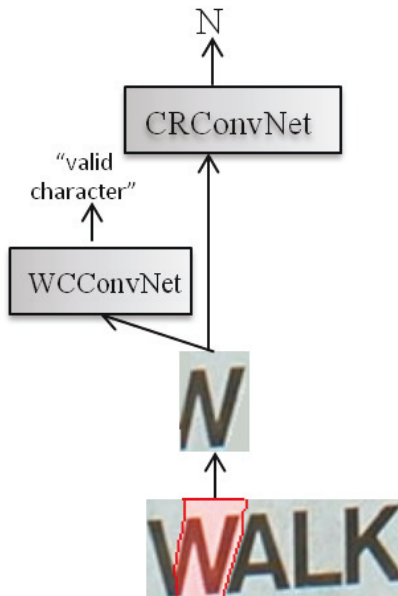 N
CRConvNet
“valid
character”
WCConvNet
W
WALK